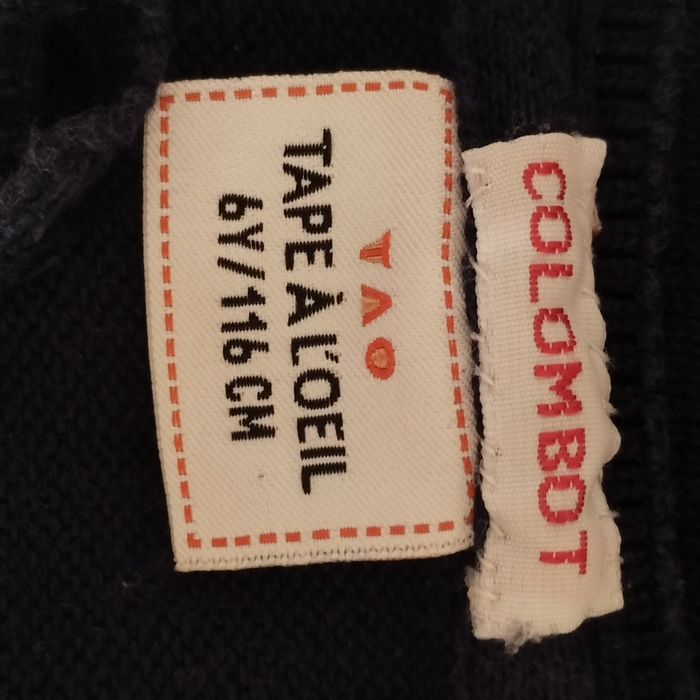 COLOMBOT
TAO
TAPE À L'OEIL
6Y/116 CM